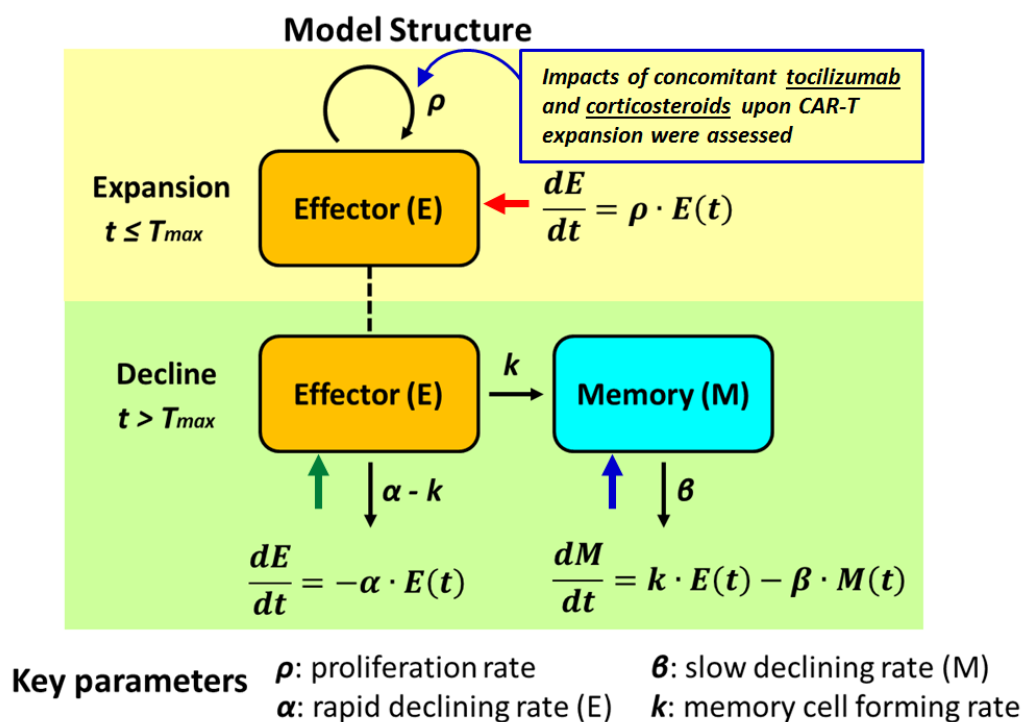 Model Structure
Impacts of concomitant tocilizumab
and corticosteroids upon CAR-T
expansion were assessed
ρ
Expansion
t ≤ Tmax
Effector (E)
dE/dt = ρ · E(t)
Decline
t > Tmax
Effector (E)
k
Memory (M)
α - k
β
dE/dt = −α · E(t)
dM/dt = k · E(t) − β · M(t)
Key parameters
ρ: proliferation rate
β: slow declining rate (M)
α: rapid declining rate (E)
k: memory cell forming rate